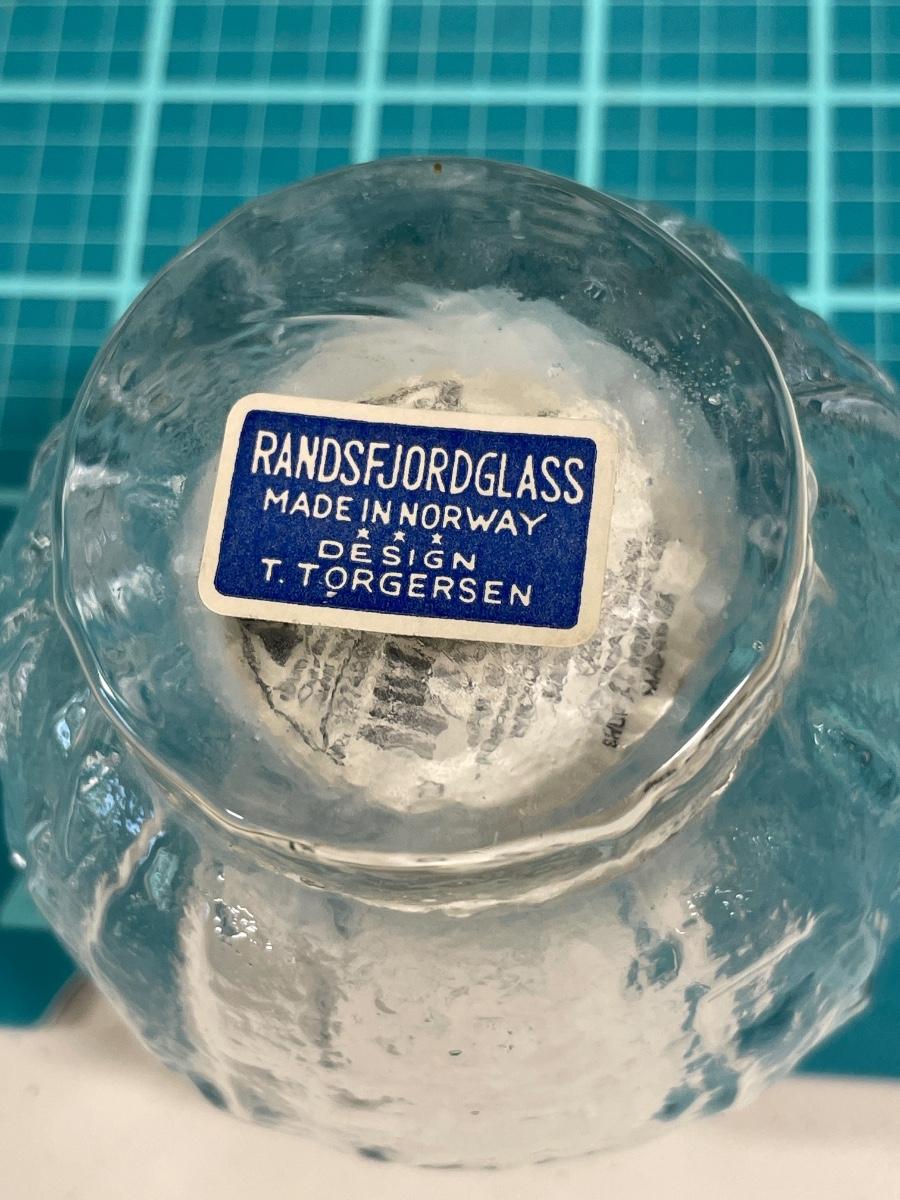 RANDSFJORDGLASS
MADE IN NORWAY
★ ★ ★
DESIGN
T. TORGERSEN